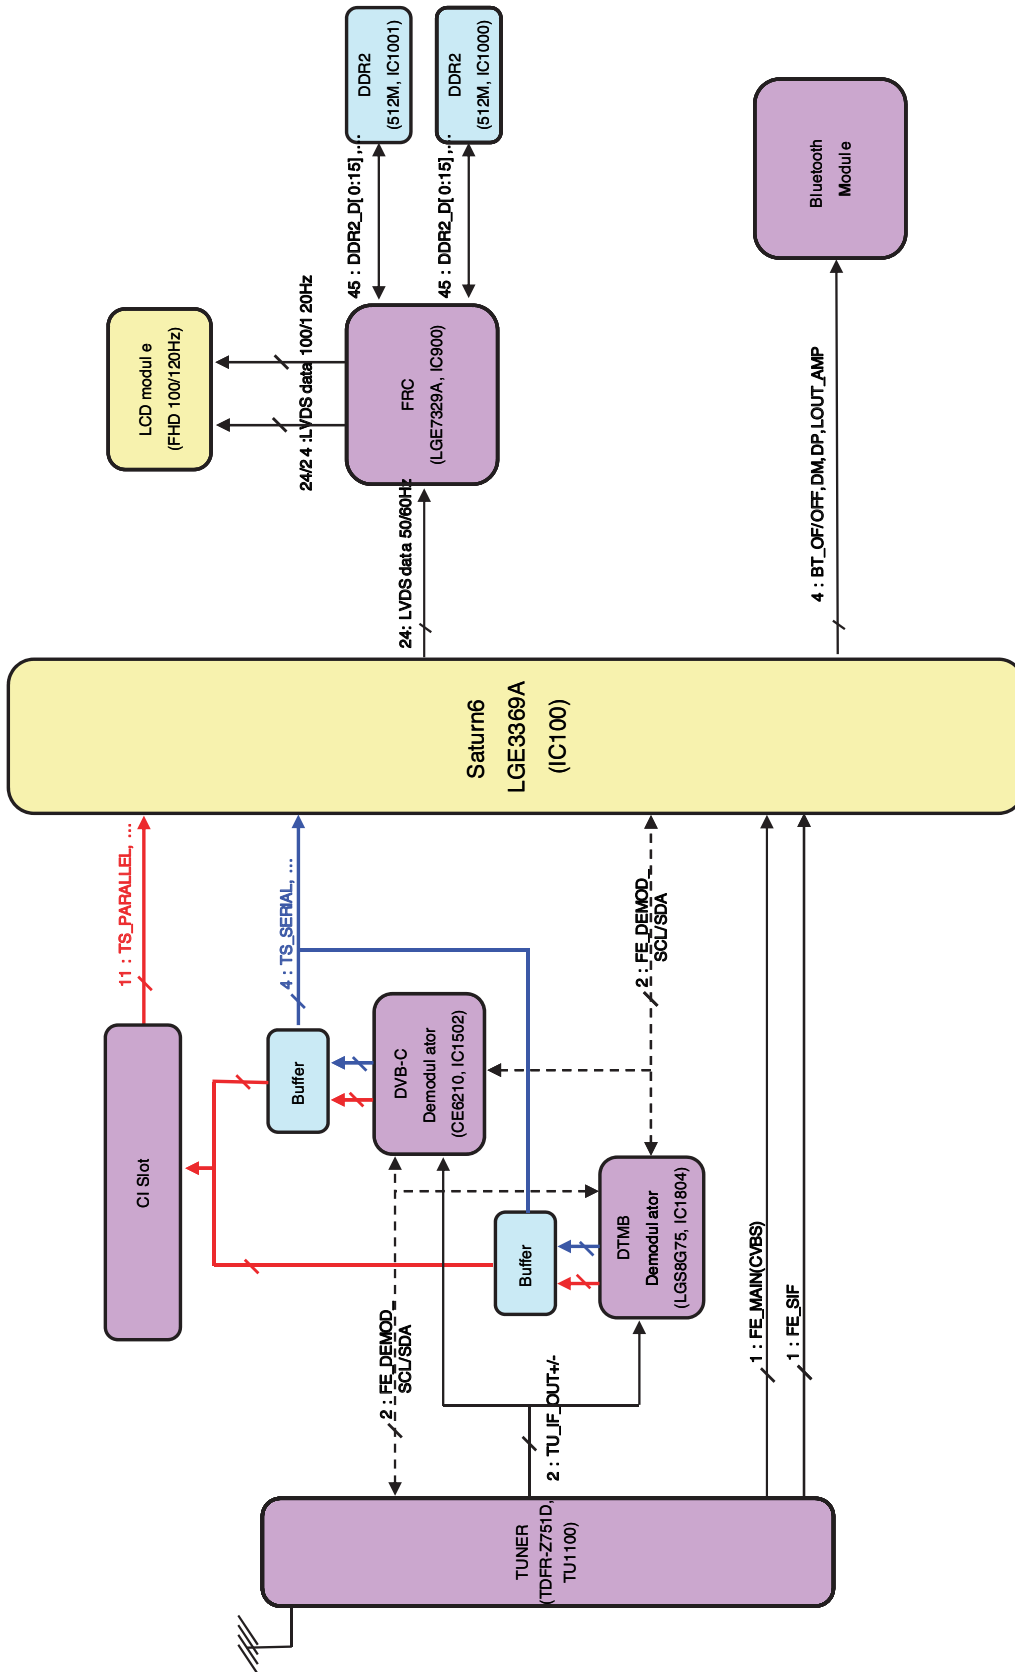 TUNER
(TDFR-Z751D,
TU1100)
2 : FE_DEMOD_
SCL/SDA
2 : TU_IF_OUT+/-
1 : FE_MAIN(CVBS)
1 : FE_SIF
CI Slot
Buffer
DVB-C
Demodulator
(CE6210, IC1502)
Buffer
DTMB
Demodulator
(LGS8G75, IC1804)
11 : TS_PARALLEL, ...
4 : TS_SERIAL, ...
2 : FE_DEMOD_
SCL/SDA
Saturn6
LGE3369A
(IC100)
24: LVDS data 50/60Hz
4 : BT_OF/OFF, DM, DP, LOUT_AMP
LCD module
(FHD 100/120Hz)
24/24 :LVDS data 100/120Hz
FRC
(LGE7329A, IC900)
45 : DDR2_D[0:15],...
45 : DDR2_D[0:15],...
DDR2
(512M, IC1001)
DDR2
(512M, IC1000)
Bluetooth
Module